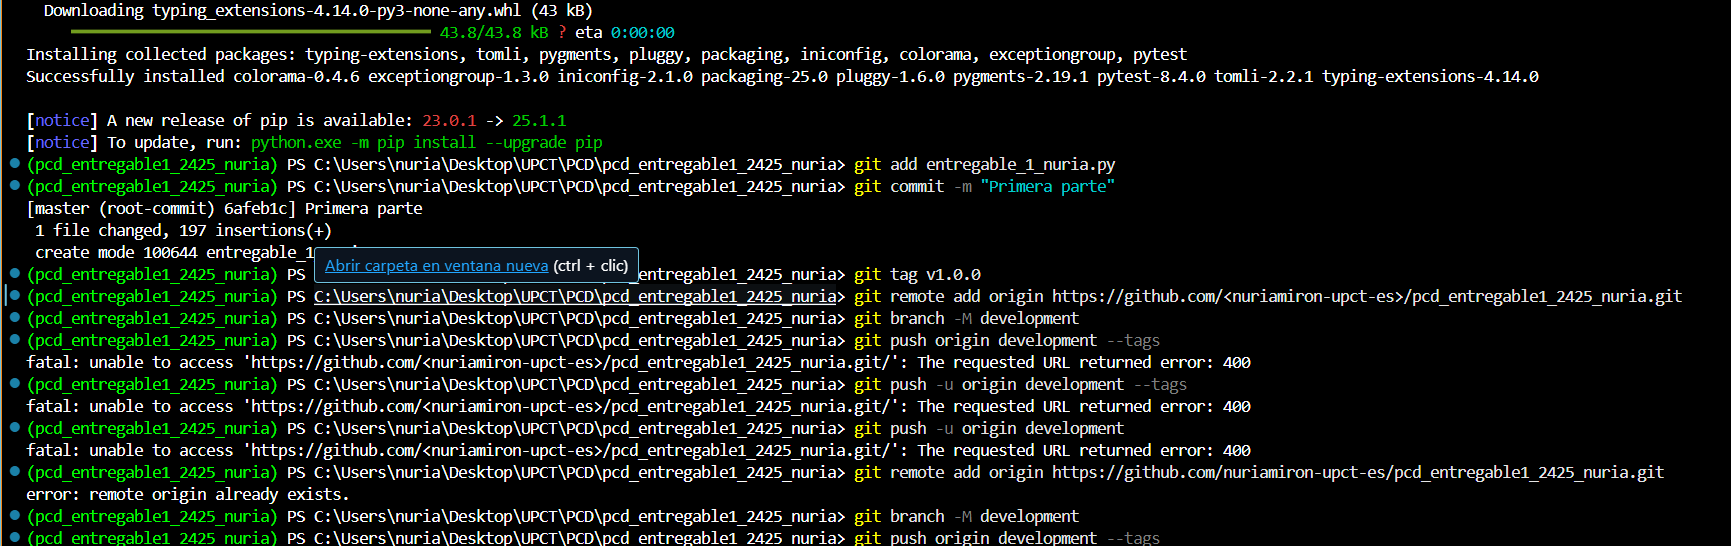 Downloading typing_extensions-4.14.0-py3-none-any.whl (43 kB)
43.8/43.8 kB ? eta 0:00:00
Installing collected packages: typing-extensions, tomli, pygments, pluggy, packaging, iniconfig, colorama, exceptiongroup, pytest
Successfully installed colorama-0.4.6 exceptiongroup-1.3.0 iniconfig-2.1.0 packaging-25.0 pluggy-1.6.0 pygments-2.19.1 pytest-8.4.0 tomli-2.2.1 typing-extensions-4.14.0
[notice] A new release of pip is available: 23.0.1 -> 25.1.1
[notice] To update, run: python.exe -m pip install --upgrade pip
(pcd_entregable1_2425_nuria) PS C:\Users\nuria\Desktop\UPCT\PCD\pcd_entregable1_2425_nuria> git add entregable_1_nuria.py
(pcd_entregable1_2425_nuria) PS C:\Users\nuria\Desktop\UPCT\PCD\pcd_entregable1_2425_nuria> git commit -m "Primera parte"
[master (root-commit) 6afeb1c] Primera parte
1 file changed, 197 insertions(+)
create mode 100644 entregable_1
Abrir carpeta en ventana nueva (ctrl + clic)
(pcd_entregable1_2425_nuria) PS \pcd_entregable1_2425_nuria> git tag v1.0.0
(pcd_entregable1_2425_nuria) PS C:\Users\nuria\Desktop\UPCT\PCD\pcd_entregable1_2425_nuria> git remote add origin https://github.com/<nuriamiron-upct-es>/pcd_entregable1_2425_nuria.git
(pcd_entregable1_2425_nuria) PS C:\Users\nuria\Desktop\UPCT\PCD\pcd_entregable1_2425_nuria> git branch -M development
(pcd_entregable1_2425_nuria) PS C:\Users\nuria\Desktop\UPCT\PCD\pcd_entregable1_2425_nuria> git push origin development --tags
fatal: unable to access 'https://github.com/<nuriamiron-upct-es>/pcd_entregable1_2425_nuria.git/': The requested URL returned error: 400
(pcd_entregable1_2425_nuria) PS C:\Users\nuria\Desktop\UPCT\PCD\pcd_entregable1_2425_nuria> git push -u origin development --tags
fatal: unable to access 'https://github.com/<nuriamiron-upct-es>/pcd_entregable1_2425_nuria.git/': The requested URL returned error: 400
(pcd_entregable1_2425_nuria) PS C:\Users\nuria\Desktop\UPCT\PCD\pcd_entregable1_2425_nuria> git push -u origin development
fatal: unable to access 'https://github.com/<nuriamiron-upct-es>/pcd_entregable1_2425_nuria.git/': The requested URL returned error: 400
(pcd_entregable1_2425_nuria) PS C:\Users\nuria\Desktop\UPCT\PCD\pcd_entregable1_2425_nuria> git remote add origin https://github.com/nuriamiron-upct-es/pcd_entregable1_2425_nuria.git
error: remote origin already exists.
(pcd_entregable1_2425_nuria) PS C:\Users\nuria\Desktop\UPCT\PCD\pcd_entregable1_2425_nuria> git branch -M development
(pcd_entregable1_2425_nuria) PS C:\Users\nuria\Desktop\UPCT\PCD\pcd_entregable1_2425_nuria> git push origin development --tags